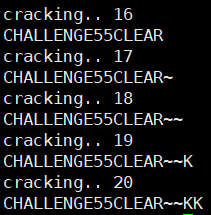 cracking.. 16
CHALLENGE55CLEAR
cracking.. 17
CHALLENGE55CLEAR~
cracking.. 18
CHALLENGE55CLEAR~~
cracking.. 19
CHALLENGE55CLEAR~~K
cracking.. 20
CHALLENGE55CLEAR~~KK